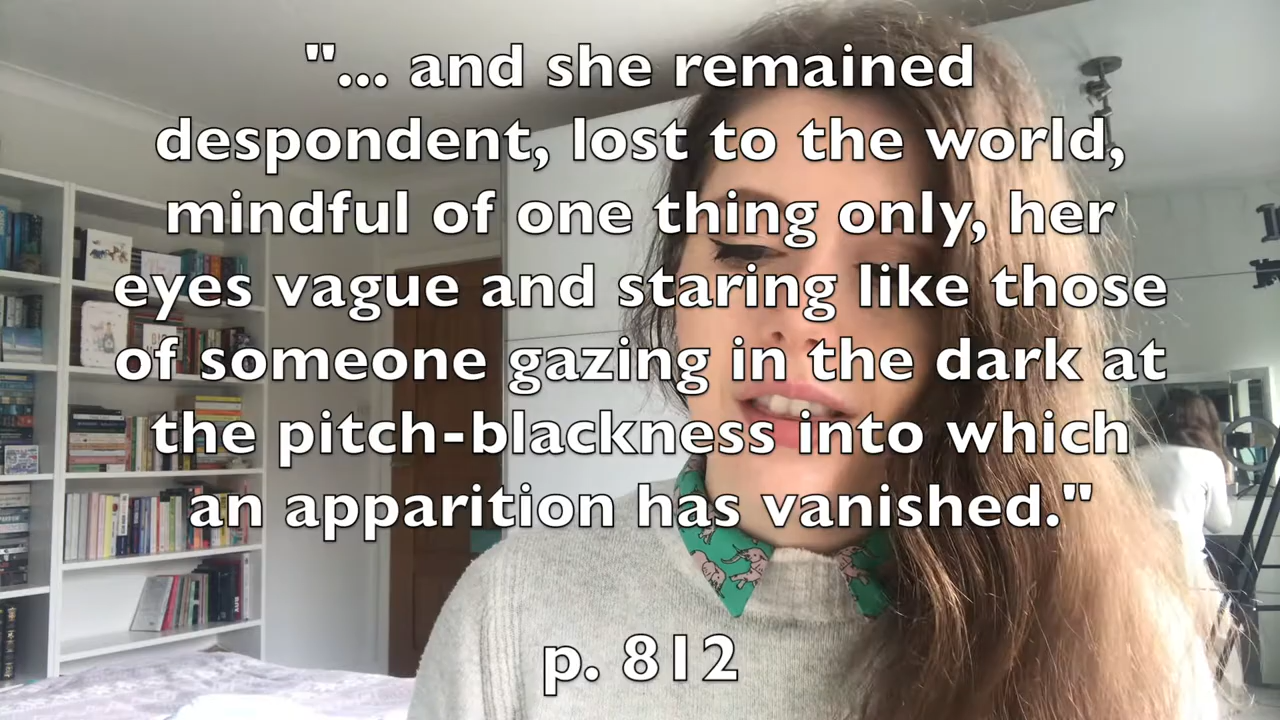 "... and she remained
despondent, lost to the world,
mindful of one thing only, her
eyes vague and staring like those
of someone gazing in the dark at
the pitch-blackness into which
an apparition has vanished."
p. 812